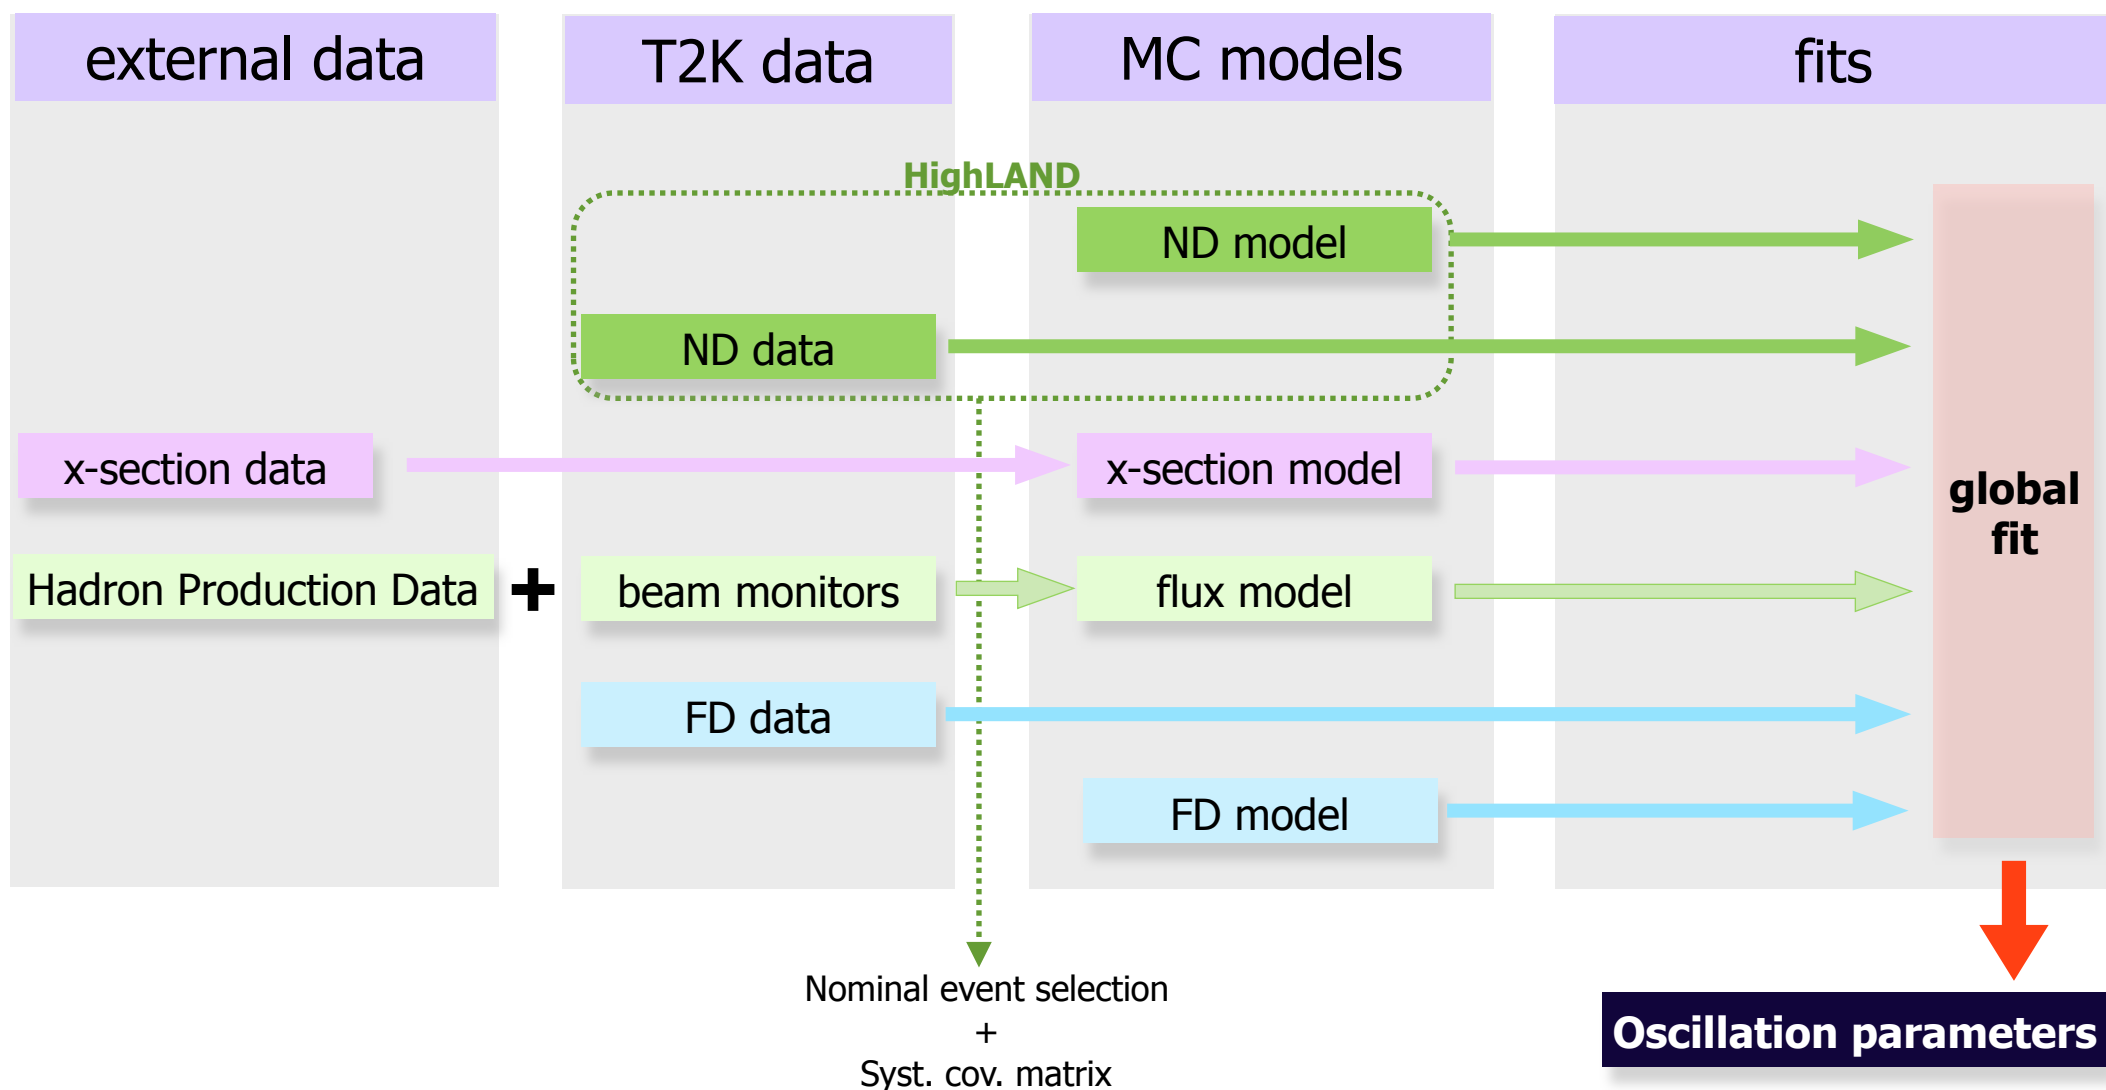 external data
T2K data
MC models
fits
HighLAND
ND model
ND data
x-section data
x-section model
global
fit
Hadron Production Data
+
beam monitors
flux model
FD data
FD model
Nominal event selection
+
Syst. cov. matrix
Oscillation parameters